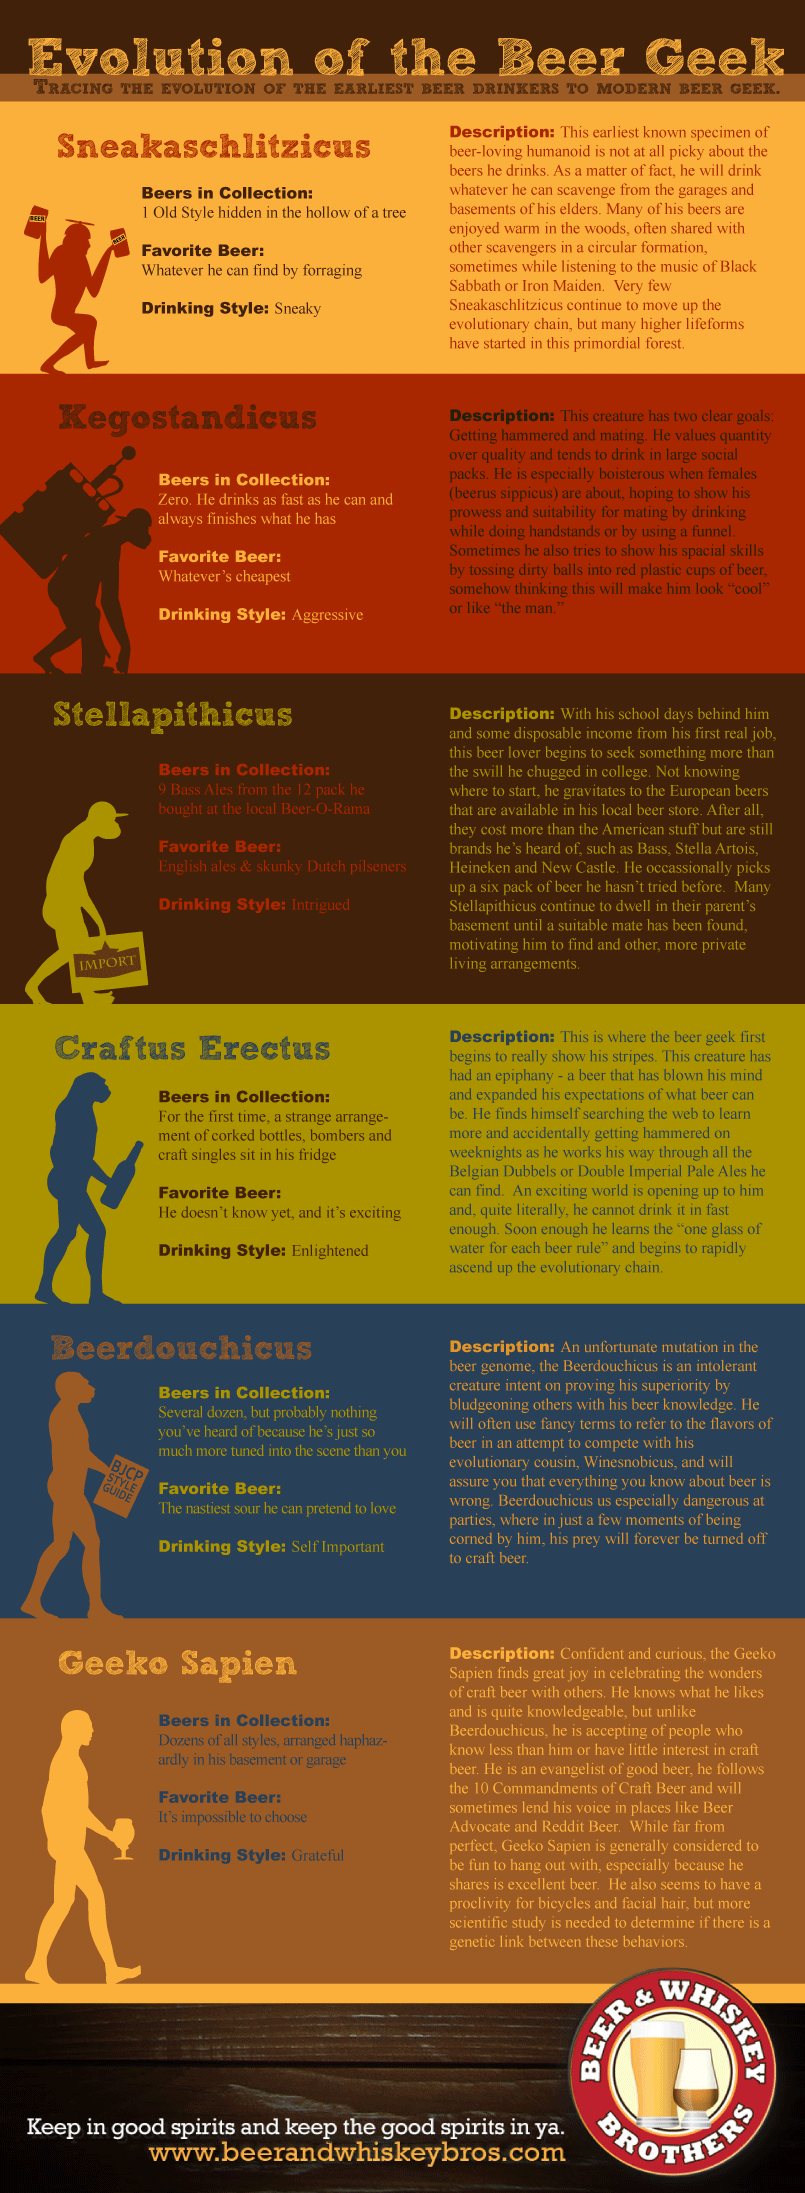 Evolution of the Beer Geek
Tracing the evolution of the earliest beer drinkers to modern beer geek.
Sneakaschlitzicus
BEER
BEER
Beers in Collection:
1 Old Style hidden in the hollow of a tree
Favorite Beer:
Whatever he can find by forraging
Drinking Style: Sneaky
Description: This earliest known specimen of
beer-loving humanoid is not at all picky about the
beers he drinks. As a matter of fact, he will drink
whatever he can scavenge from the garages and
basements of his elders. Many of his beers are
enjoyed warm in the woods, often shared with
other scavengers in a circular formation,
sometimes while listening to the music of Black
Sabbath or Iron Maiden.  Very few
Sneakaschlitzicus continue to move up the
evolutionary chain, but many higher lifeforms
have started in this primordial forest.
Kegostandicus
Beers in Collection:
Zero. He drinks as fast as he can and
always finishes what he has
Favorite Beer:
Whatever's cheapest
Drinking Style: Aggressive
Description: This creature has two clear goals:
Getting hammered and mating. He values quantity
over quality and tends to drink in large social
packs. He is especially boisterous when females
(beerus sippicus) are about, hoping to show his
prowess and suitability for mating by drinking
while doing handstands or by using a funnel.
Sometimes he also tries to show his spacial skills
by tossing dirty balls into red plastic cups of beer,
somehow thinking this will make him look "cool"
or like "the man."
Stellapithicus
Beers in Collection:
9 Bass Ales from the 12 pack he
bought at the local Beer-O-Rama
Favorite Beer:
English ales & skunky Dutch pilseners
Drinking Style: Intrigued
IMPORT
Description: With his school days behind him
and some disposable income from his first real job,
this beer lover begins to seek something more than
the swill he chugged in college. Not knowing
where to start, he gravitates to the European beers
that are available in his local beer store. After all,
they cost more than the American stuff but are still
brands he's heard of, such as Bass, Stella Artois,
Heineken and New Castle. He occassionally picks
up a six pack of beer he hasn't tried before.  Many
Stellapithicus continue to dwell in their parent's
basement until a suitable mate has been found,
motivating him to find and other, more private
living arrangements.
Craftus Erectus
Beers in Collection:
For the first time, a strange arrange-
ment of corked bottles, bombers and
craft singles sit in his fridge
Favorite Beer:
He doesn't know yet, and it's exciting
Drinking Style: Enlightened
Description: This is where the beer geek first
begins to really show his stripes. This creature has
had an epiphany - a beer that has blown his mind
and expanded his expectations of what beer can
be. He finds himself searching the web to learn
more and accidentally getting hammered on
weeknights as he works his way through all the
Belgian Dubbels or Double Imperial Pale Ales he
can find.  An exciting world is opening up to him
and, quite literally, he cannot drink it in fast
enough. Soon enough he learns the "one glass of
water for each beer rule" and begins to rapidly
ascend up the evolutionary chain.
Beerdouchicus
Beers in Collection:
Several dozen, but probably nothing
you've heard of because he's just so
much more tuned into the scene than you
Favorite Beer:
The nastiest sour he can pretend to love
Drinking Style: Self Important
BJCP
STYLE
GUIDE
Description: An unfortunate mutation in the
beer genome, the Beerdouchicus is an intolerant
creature intent on proving his superiority by
bludgeoning others with his beer knowledge. He
will often use fancy terms to refer to the flavors of
beer in an attempt to compete with his
evolutionary cousin, Winesnobicus, and will
assure you that everything you know about beer is
wrong. Beerdouchicus us especially dangerous at
parties, where in just a few moments of being
corned by him, his prey will forever be turned off
to craft beer.
Geeko Sapien
Beers in Collection:
Dozens of all styles, arranged haphaz-
ardly in his basement or garage
Favorite Beer:
It's impossible to choose
Drinking Style: Grateful
Description: Confident and curious, the Geeko
Sapien finds great joy in celebrating the wonders
of craft beer with others. He knows what he likes
and is quite knowledgeable, but unlike
Beerdouchicus, he is accepting of people who
know less than him or have little interest in craft
beer. He is an evangelist of good beer, he follows
the 10 Commandments of Craft Beer and will
sometimes lend his voice in places like Beer
Advocate and Reddit Beer.  While far from
perfect, Geeko Sapien is generally considered to
be fun to hang out with, especially because he
shares is excellent beer.  He also seems to have a
proclivity for bicycles and facial hair, but more
scientific study is needed to determine if there is a
genetic link between these behaviors.
BEER & WHISKEY
BROTHERS
Keep in good spirits and keep the good spirits in ya.
www.beerandwhiskeybros.com